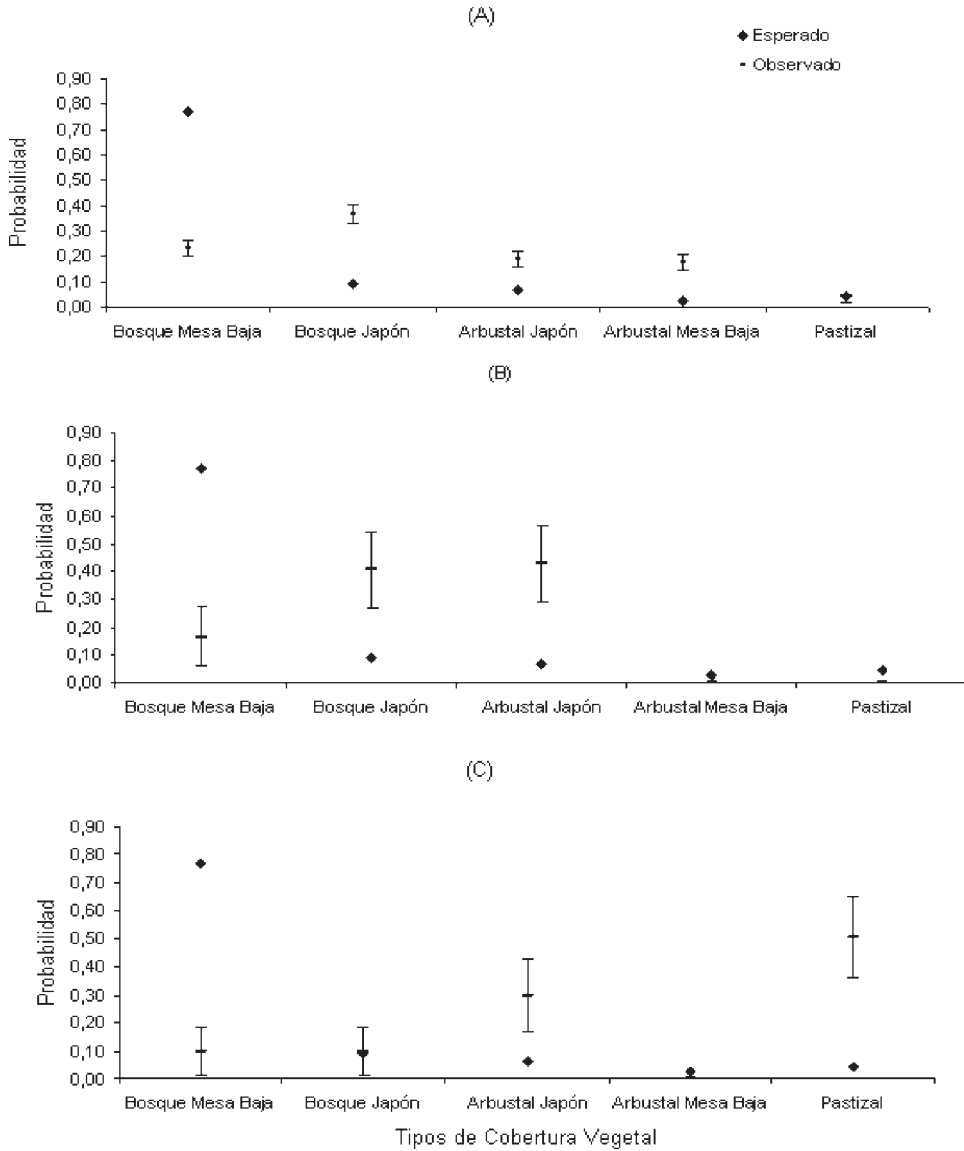 (A)
Esperado
Observado
Probabilidad
0,90
0,80
0,70
0,60
0,50
0,40
0,30
0,20
0,10
0,00
Bosque Mesa Baja
Bosque Japón
Arbustal Japón
Arbustal Mesa Baja
Pastizal
(B)
Probabilidad
0,90
0,80
0,70
0,60
0,50
0,40
0,30
0,20
0,10
0,00
Bosque Mesa Baja
Bosque Japón
Arbustal Japón
Arbustal Mesa Baja
Pastizal
(C)
Probabilidad
0,90
0,80
0,70
0,60
0,50
0,40
0,30
0,20
0,10
0,00
Bosque Mesa Baja
Bosque Japón
Arbustal Japón
Arbustal Mesa Baja
Pastizal
Tipos de Cobertura Vegetal